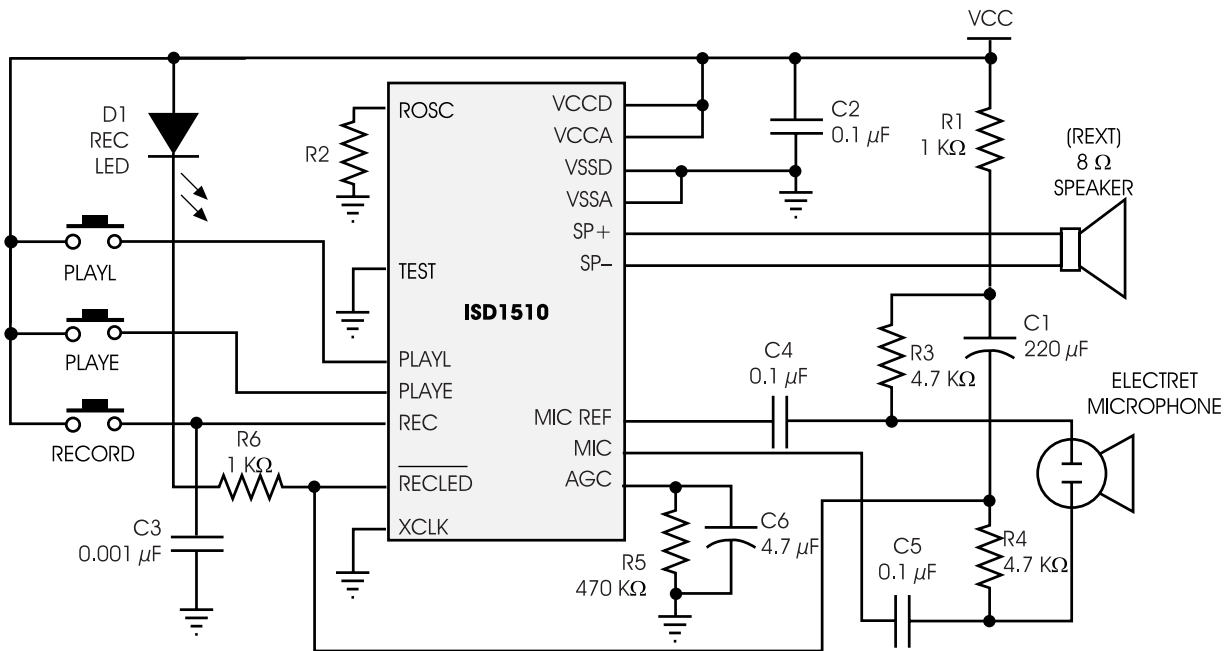 VCC
D1
REC
LED
R2
ROSC
TEST
ISD1510
PLAYL
PLAYE
REC
RECLED
XCLK
VCCD
VCCA
VSSD
VSSA
SP+
SP–
MIC REF
MIC
AGC
C2
0.1 µF
R1
1 KΩ
(REXT)
8 Ω
SPEAKER
PLAYL
PLAYE
RECORD
R6
1 KΩ
C3
0.001 µF
C4
0.1 µF
R3
4.7 KΩ
C1
220 µF
ELECTRET
MICROPHONE
R5
470 KΩ
C6
4.7 µF
C5
0.1 µF
R4
4.7 KΩ